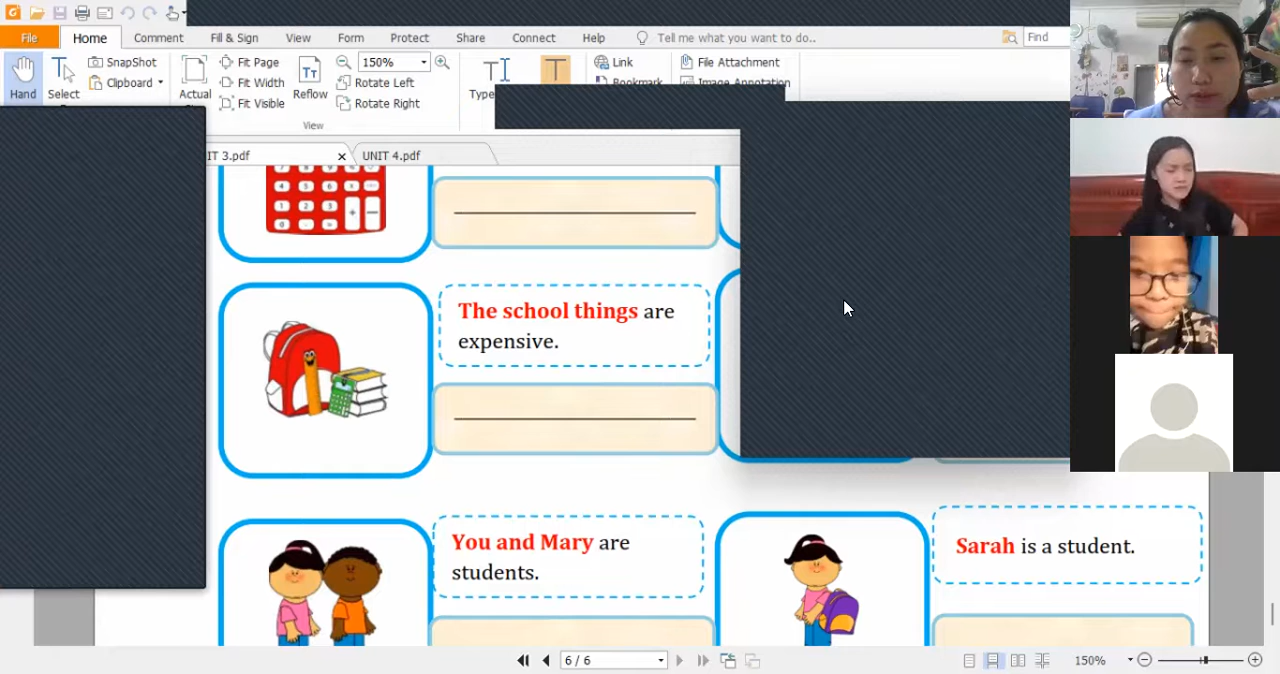 File Home Comment Fill & Sign View Form Protect Share Connect Help Tell me what you want to do.. Find
SnapShot Fit Page 150% Link File Attachment
Clipboard Fit Width Rotate Left Bookmark Image Annotation
Hand Select Actual Fit Visible Reflow Rotate Right Type
View
IT 3.pdf UNIT 4.pdf
The school things are
expensive.
You and Mary are
students.
Sarah is a student.
6 / 6 150%